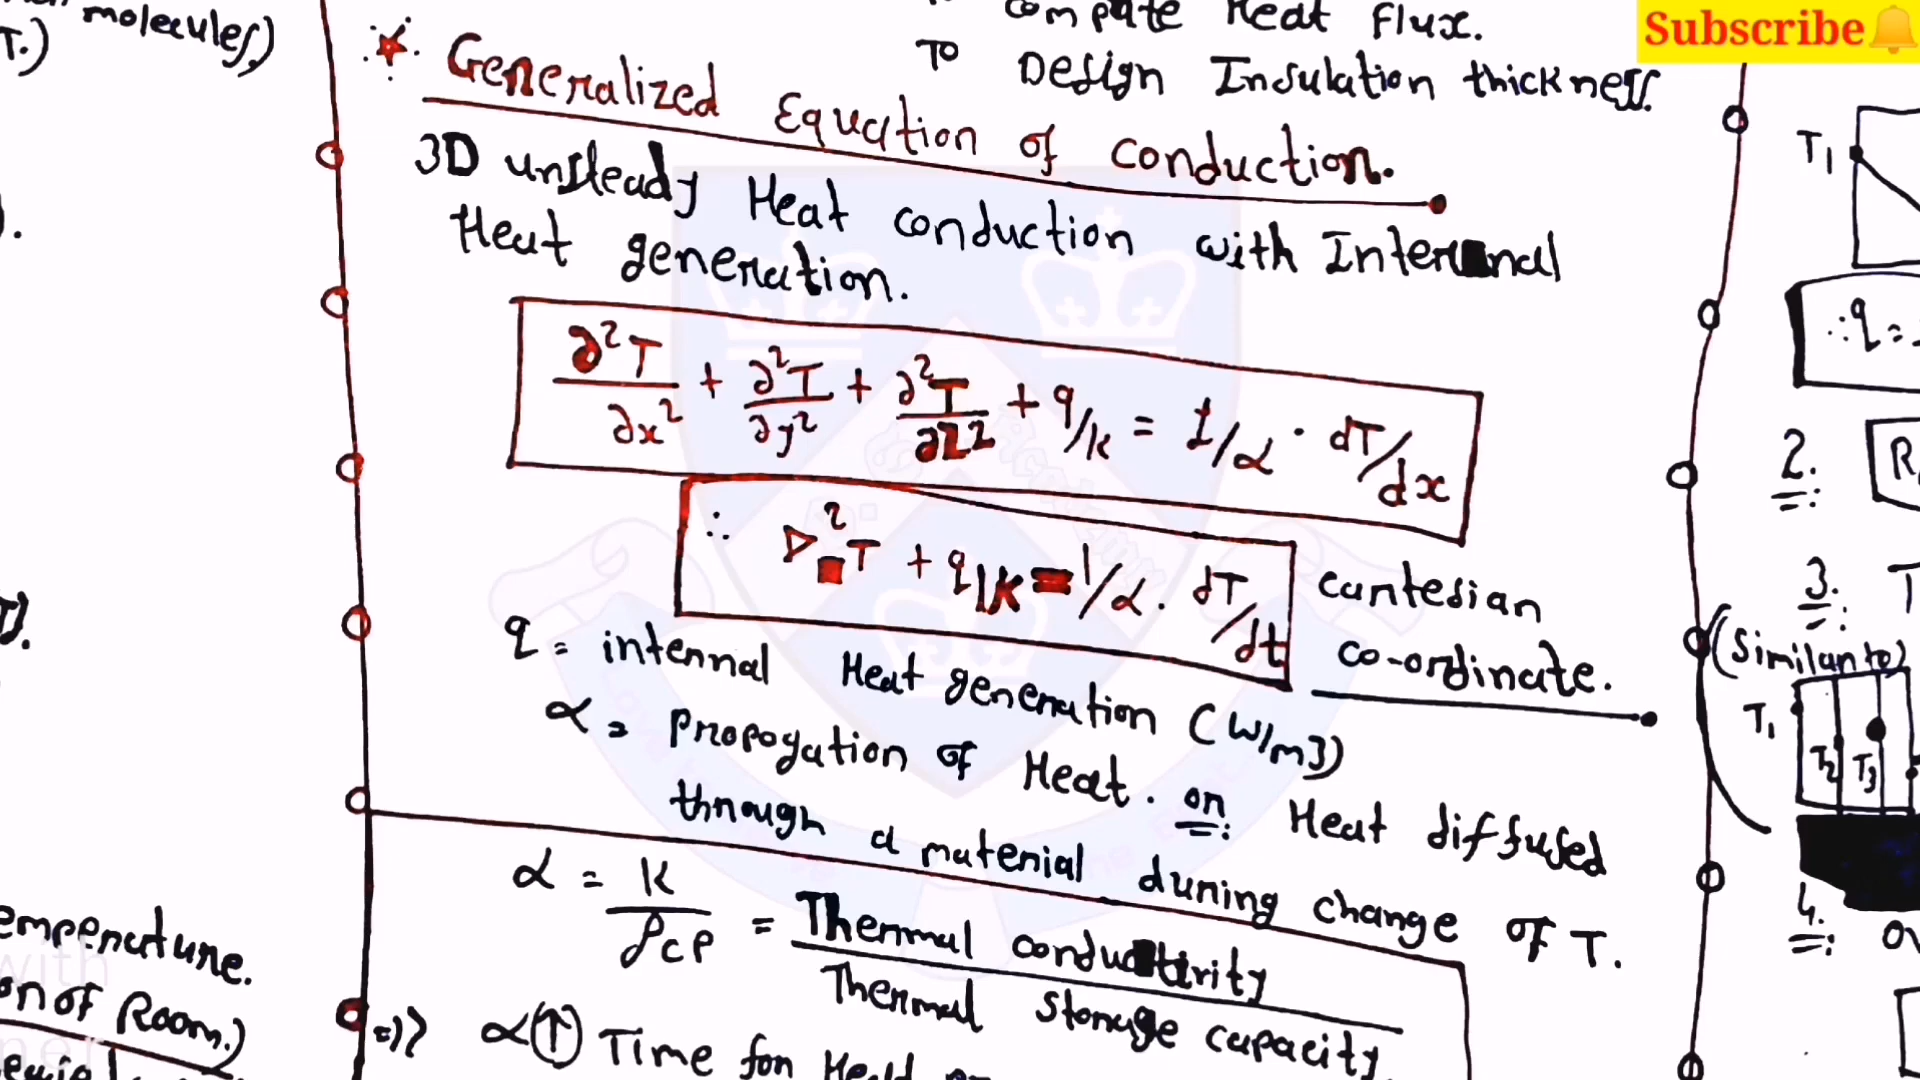 molecules)
T.)
compute Heat Flux.
To Design Insulation thickness.
Subscribe
Generalized Equation of conduction.
3D unsteady Heat conduction with Internal
Heat generation.
∂²T/∂x² + ∂²T/∂y² + ∂²T/∂z² + q/k = 1/α · dT/dx
∴ ∇²T + q/k = 1/α . dT/dt
cartesian
co-ordinate.
q = internal Heat generation (W/m3)
α = Propogation of Heat. or Heat diffused
through a material during change of T.
α = K/ρcp = Thermal conductivity / Thermal storage capacity
=>> α(↑) Time for
emperature.
on of Room.)
T).
T1
∴q=
2.
3.
(Similar to)
T1
T2
T3
4.